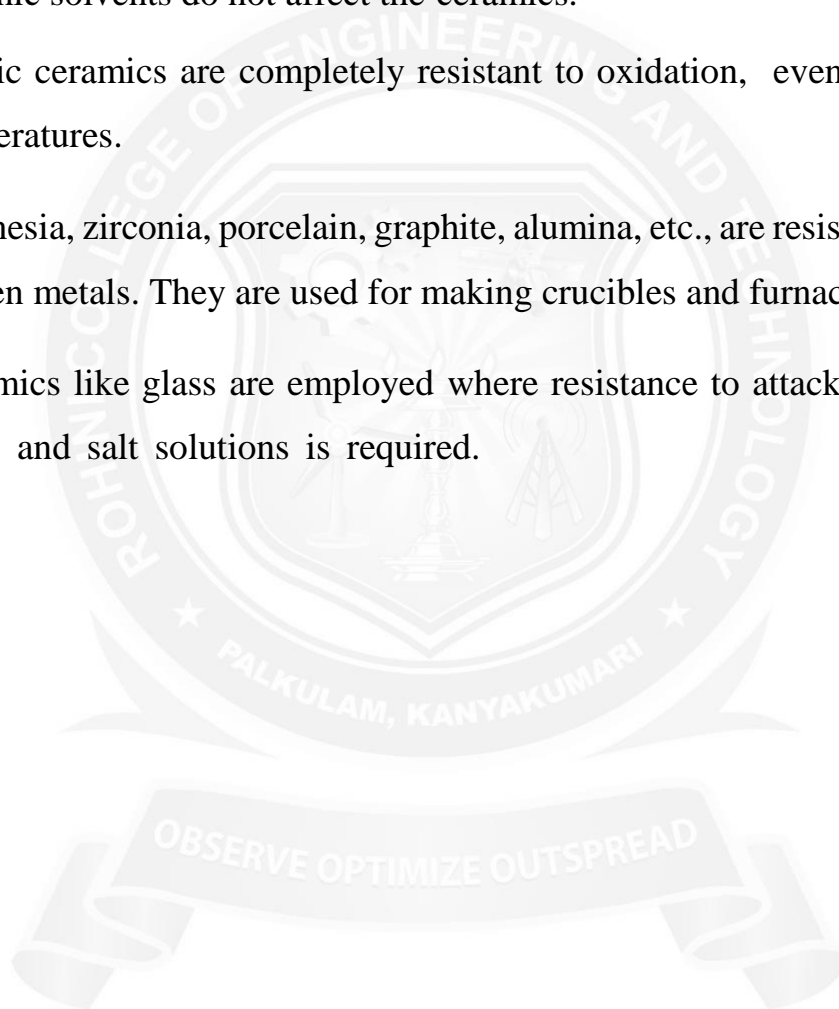 solvents do not affect the ceramics.
ic ceramics are completely resistant to oxidation, even
eratures.
nesia, zirconia, porcelain, graphite, alumina, etc., are resis
en metals. They are used for making crucibles and furnac
mics like glass are employed where resistance to attack
and salt solutions is required.
ROHINI COLLEGE OF ENGINEERING AND TECHNOLOGY
PALKULAM, KANYAKUMARI
OBSERVE OPTIMIZE OUTSPREAD